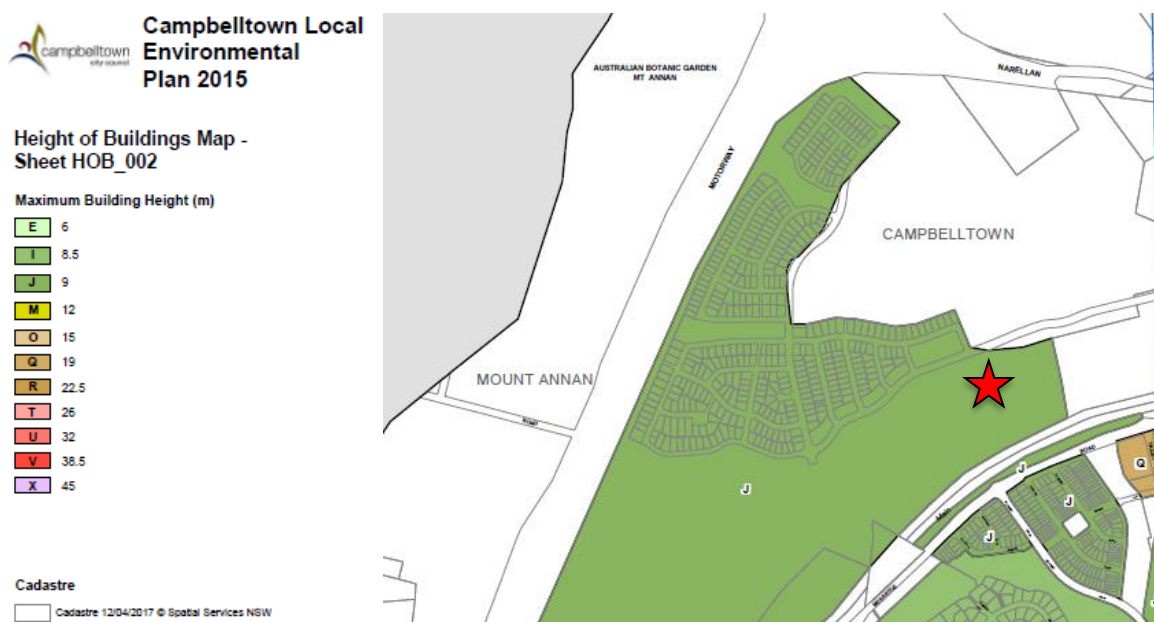 campbelltown
city council
Campbelltown Local
Environmental
Plan 2015
Height of Buildings Map -
Sheet HOB_002
Maximum Building Height (m)
E 6
I 8.5
J 9
M 12
O 15
Q 19
R 22.5
T 26
U 32
V 38.5
X 45
Cadastre
Cadastre 12/04/2017 © Spatial Services NSW
AUSTRALIAN BOTANIC GARDEN
MT ANNAN
NARELLAN
MOTORWAY
CAMPBELLTOWN
MOUNT ANNAN
J
J
ROAD
Q
J
J